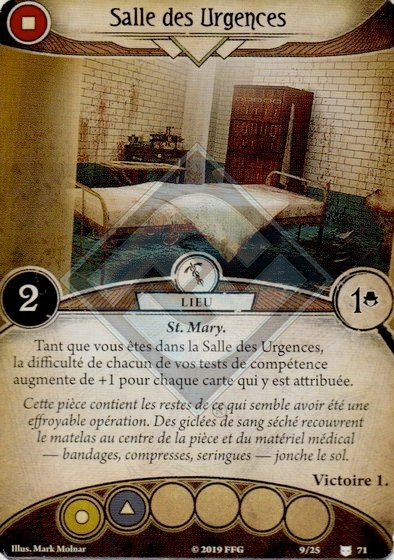 Salle des Urgences
2
LIEU
1
St. Mary.
Tant que vous êtes dans la Salle des Urgences,
la difficulté de chacun de vos tests de compétence
augmente de +1 pour chaque carte qui y est attribuée.
Cette pièce contient les restes de ce qui semble avoir été une
effroyable opération. Des giclées de sang séché recouvrent
le matelas au centre de la pièce et du matériel médical
— bandages, compresses, seringues — jonche le sol.
Victoire 1.
Illus. Mark Molnar © 2019 FFG 9/25 71